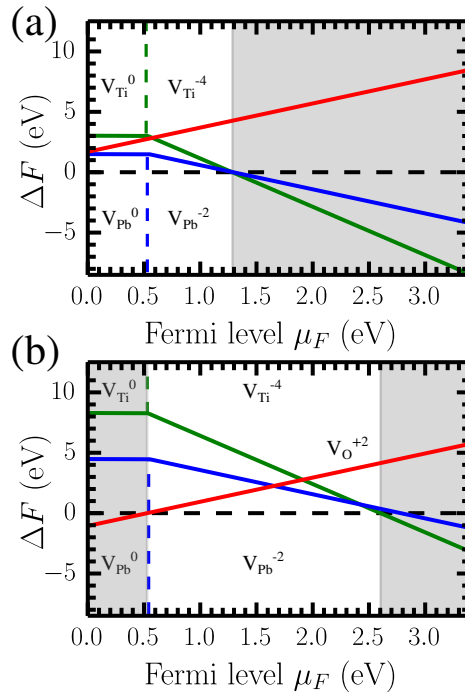 (a)
10
5
0
−5
ΔF (eV)
V_Ti^0 V_Ti^-4
V_Pb^0 V_Pb^-2
0.0 0.5 1.0 1.5 2.0 2.5 3.0
Fermi level μ_F (eV)
(b)
10
5
0
−5
ΔF (eV)
V_Ti^0 V_Ti^-4
V_O^+2
V_Pb^0 V_Pb^-2
0.0 0.5 1.0 1.5 2.0 2.5 3.0
Fermi level μ_F (eV)